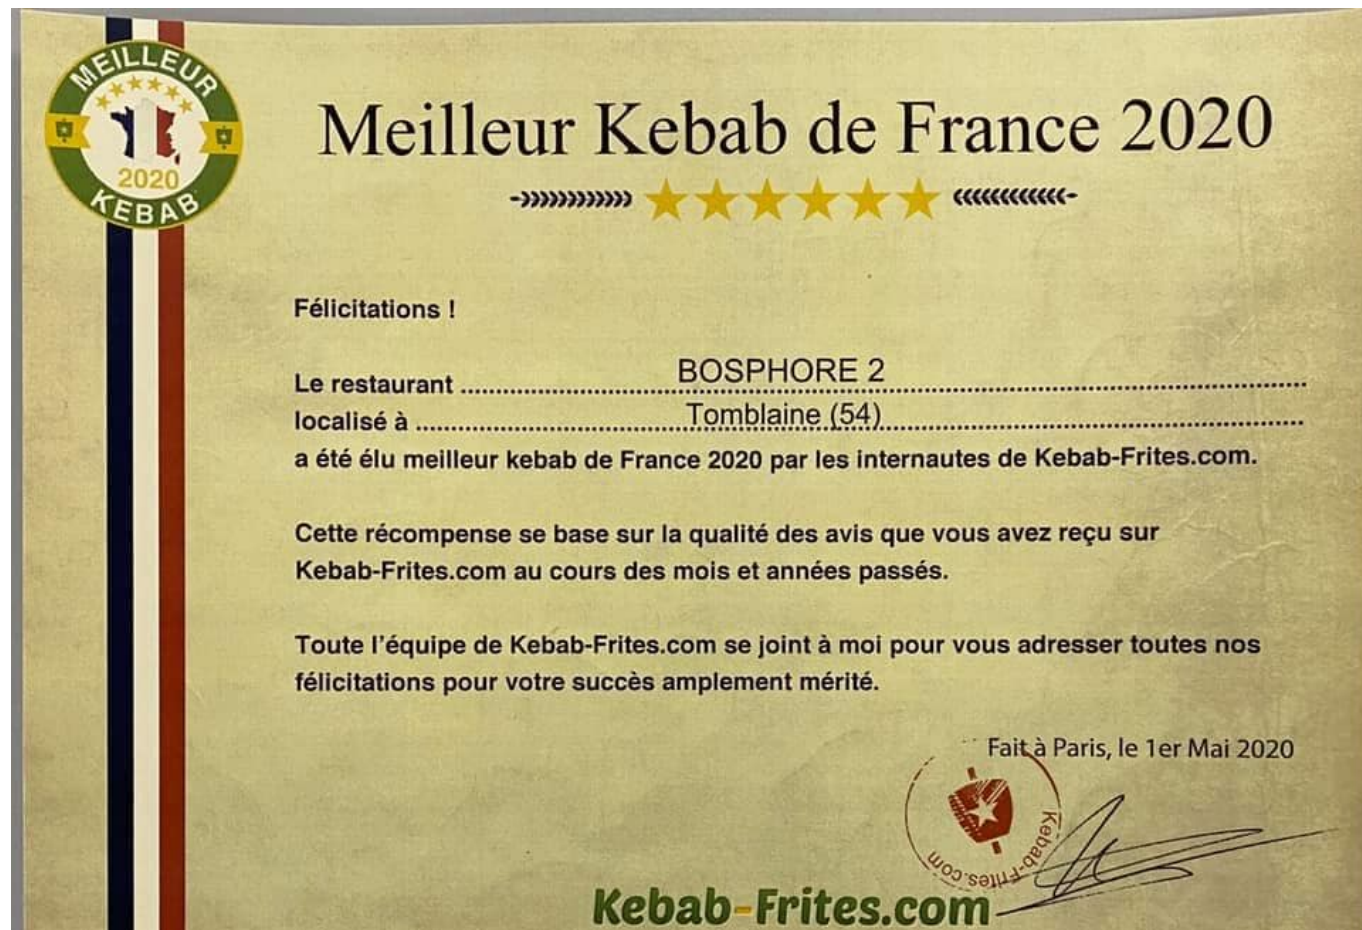 MEILLEUR
2020
KEBAB
Meilleur Kebab de France 2020
Félicitations !
Le restaurant ........ BOSPHORE 2 ........
localisé à ........ Tomblaine (54) ........
a été élu meilleur kebab de France 2020 par les internautes de Kebab-Frites.com.
Cette récompense se base sur la qualité des avis que vous avez reçu sur
Kebab-Frites.com au cours des mois et années passés.
Toute l'équipe de Kebab-Frites.com se joint à moi pour vous adresser toutes nos
félicitations pour votre succès amplement mérité.
Fait à Paris, le 1er Mai 2020
Kebab-Frites.com
Kebab-Frites.com